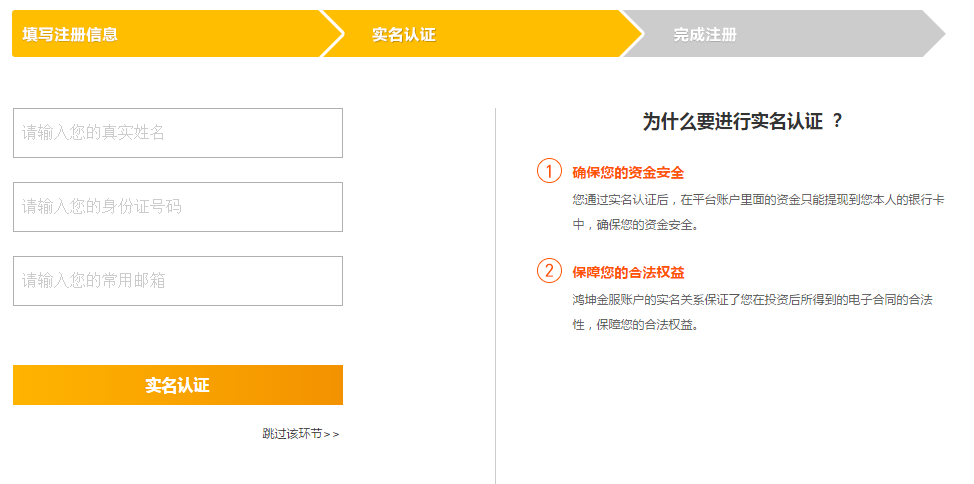 填写注册信息
实名认证
完成注册
请输入您的真实姓名
请输入您的身份证号码
请输入您的常用邮箱
实名认证
跳过该环节>>
为什么要进行实名认证 ？
1 确保您的资金安全
您通过实名认证后，在平台账户里面的资金只能提现到您本人的银行卡
中，确保您的资金安全。
2 保障您的合法权益
鸿坤金服账户的实名关系保证了您在投资后所得到的电子合同的合法
性，保障您的合法权益。